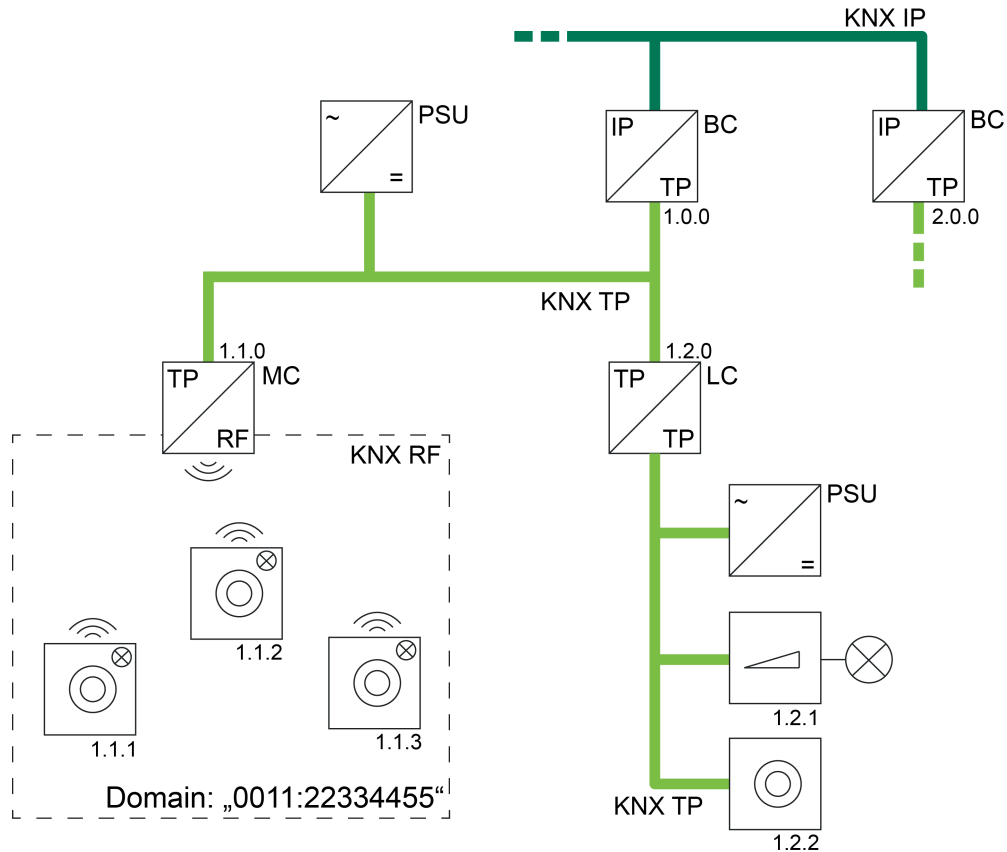 KNX IP
~
=
PSU
IP
TP
BC
1.0.0
IP
TP
BC
2.0.0
KNX TP
1.1.0
TP
RF
MC
1.2.0
TP
TP
LC
KNX RF
~
=
PSU
1.1.2
1.1.1
1.1.3
1.2.1
Domain: „0011:22334455“
KNX TP
1.2.2